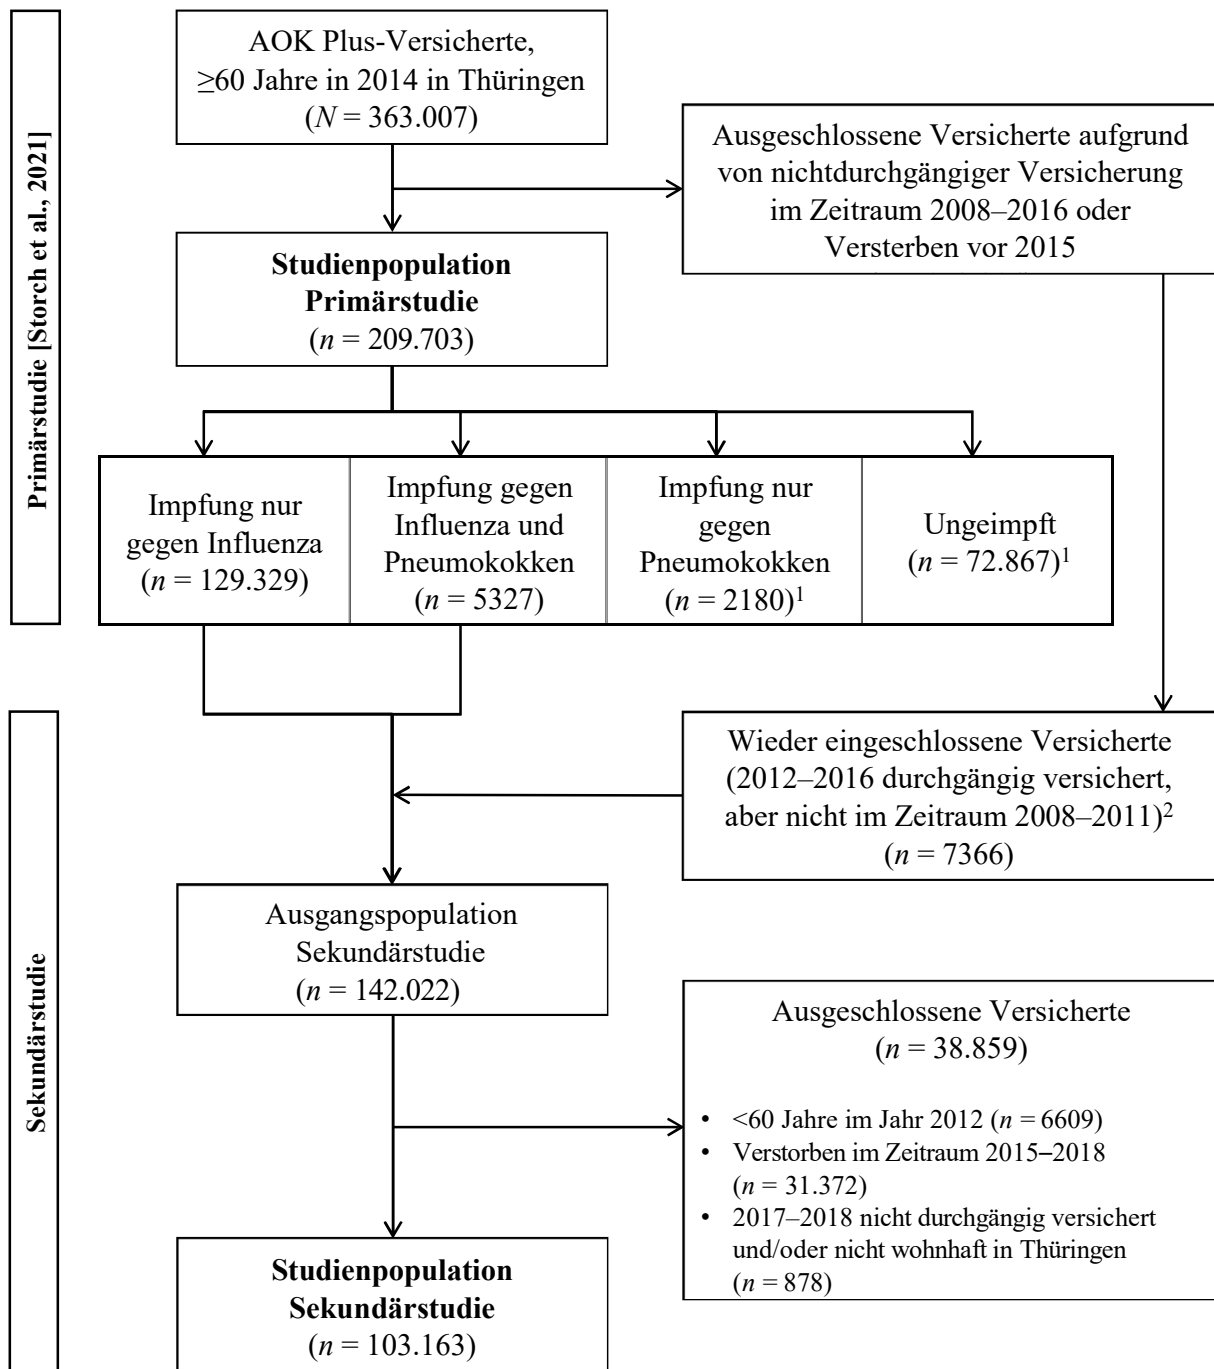 Primärstudie [Storch et al., 2021]
AOK Plus-Versicherte,
≥60 Jahre in 2014 in Thüringen
(N = 363.007)
Ausgeschlossene Versicherte aufgrund
von nichtdurchgängiger Versicherung
im Zeitraum 2008–2016 oder
Versterben vor 2015
Studienpopulation
Primärstudie
(n = 209.703)
Impfung nur
gegen Influenza
(n = 129.329)
Impfung gegen
Influenza und
Pneumokokken
(n = 5327)
Impfung nur
gegen
Pneumokokken
(n = 2180)¹
Ungeimpft
(n = 72.867)¹
Sekundärstudie
Wieder eingeschlossene Versicherte
(2012–2016 durchgängig versichert,
aber nicht im Zeitraum 2008–2011)²
(n = 7366)
Ausgangspopulation
Sekundärstudie
(n = 142.022)
Ausgeschlossene Versicherte
(n = 38.859)
• <60 Jahre im Jahr 2012 (n = 6609)
• Verstorben im Zeitraum 2015–2018
(n = 31.372)
• 2017–2018 nicht durchgängig versichert
und/oder nicht wohnhaft in Thüringen
(n = 878)
Studienpopulation
Sekundärstudie
(n = 103.163)